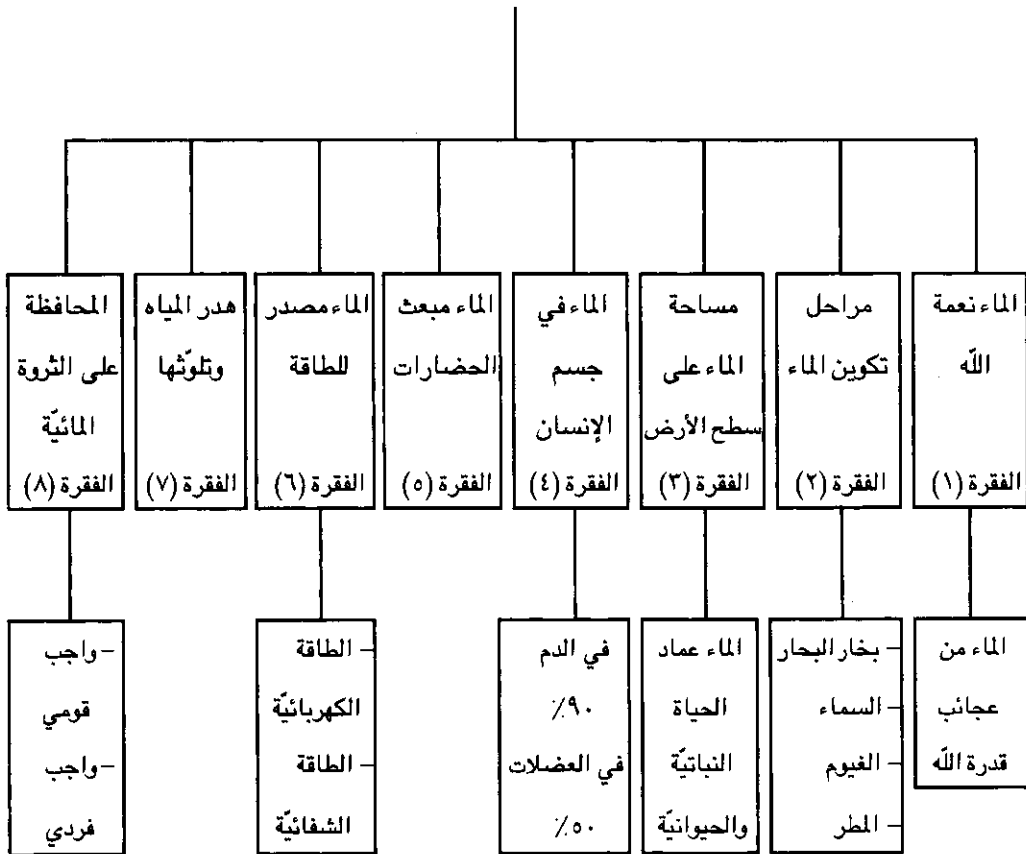 الماء نعمة
اللّه
الفقرة (١)
مراحل
تكوين الماء
الفقرة (٢)
مساحة
الماء على
سطح الأرض
الفقرة (٣)
الماء في
جسم
الإنسان
الفقرة (٤)
الماء مبعث
الحضارات
الفقرة (٥)
الماء مصدر
للطاقة
الفقرة (٦)
هدر المياه
وتلوّثها
الفقرة (٧)
المحافظة
على الثروة
المائيّة
الفقرة (٨)
الماء من
عجائب
قدرة اللّه
- بخار البحار
- السماء
- الغيوم
- المطر
الماء عماد
الحياة
النباتيّة
والحيوانيّة
في الدم
٩٠٪
في العضلات
٥٠٪
- الطاقة
الكهربائيّة
- الطاقة
الشفائيّة
- واجب
قومي
- واجب
فردي